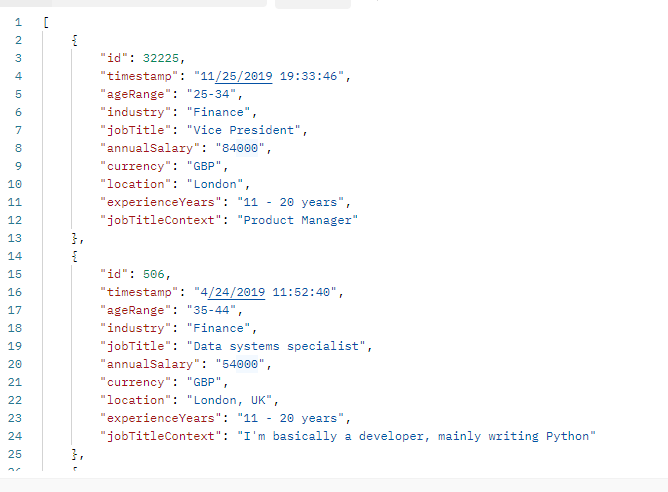 1 [
2 {
3 "id": 32225,
4 "timestamp": "11/25/2019 19:33:46",
5 "ageRange": "25-34",
6 "industry": "Finance",
7 "jobTitle": "Vice President",
8 "annualSalary": "84000",
9 "currency": "GBP",
10 "location": "London",
11 "experienceYears": "11 - 20 years",
12 "jobTitleContext": "Product Manager"
13 },
14 {
15 "id": 506,
16 "timestamp": "4/24/2019 11:52:40",
17 "ageRange": "35-44",
18 "industry": "Finance",
19 "jobTitle": "Data systems specialist",
20 "annualSalary": "54000",
21 "currency": "GBP",
22 "location": "London, UK",
23 "experienceYears": "11 - 20 years",
24 "jobTitleContext": "I'm basically a developer, mainly writing Python"
25 },